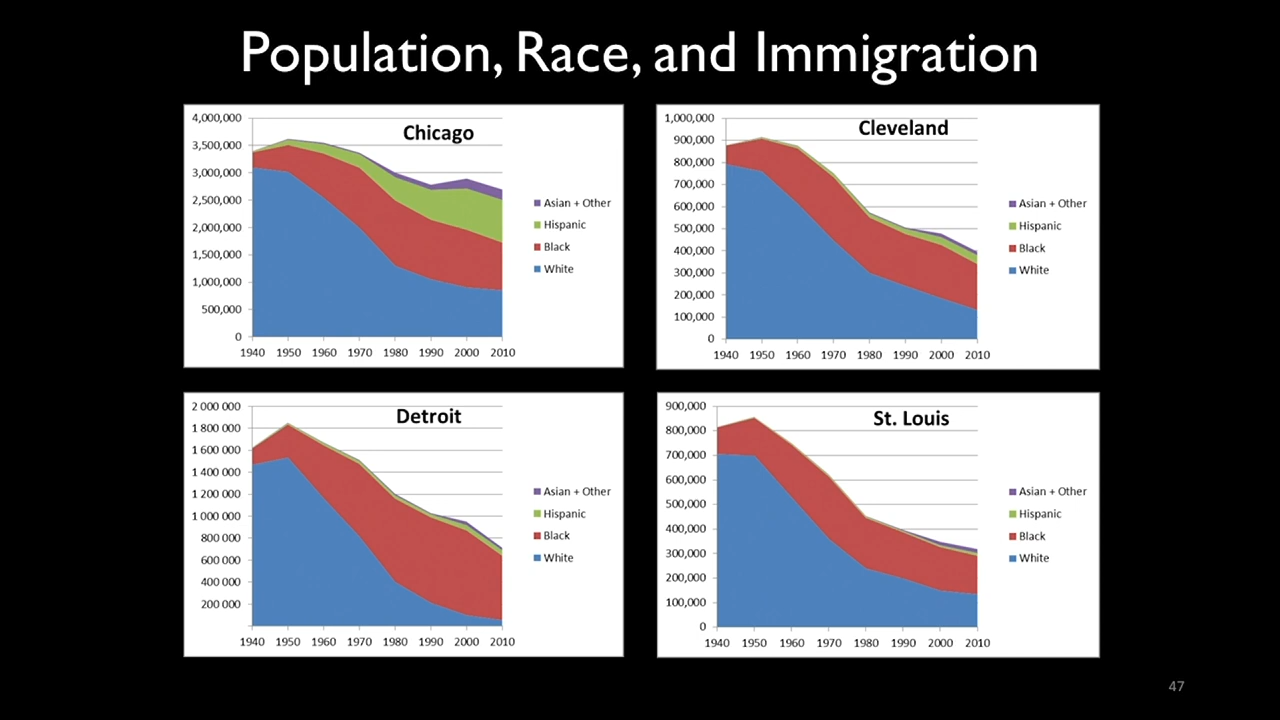 Population, Race, and Immigration
Chicago
4,000,000
3,500,000
3,000,000
2,500,000
2,000,000
1,500,000
1,000,000
500,000
0
1940 1950 1960 1970 1980 1990 2000 2010
Asian + Other
Hispanic
Black
White
Cleveland
1,000,000
900,000
800,000
700,000
600,000
500,000
400,000
300,000
200,000
100,000
0
1940 1950 1960 1970 1980 1990 2000 2010
Asian + Other
Hispanic
Black
White
Detroit
2 000 000
1 800 000
1 600 000
1 400 000
1 200 000
1 000 000
800 000
600 000
400 000
200 000
1940 1950 1960 1970 1980 1990 2000 2010
Asian + Other
Hispanic
Black
White
St. Louis
900,000
800,000
700,000
600,000
500,000
400,000
300,000
200,000
100,000
0
1940 1950 1960 1970 1980 1990 2000 2010
Asian + Other
Hispanic
Black
White
47